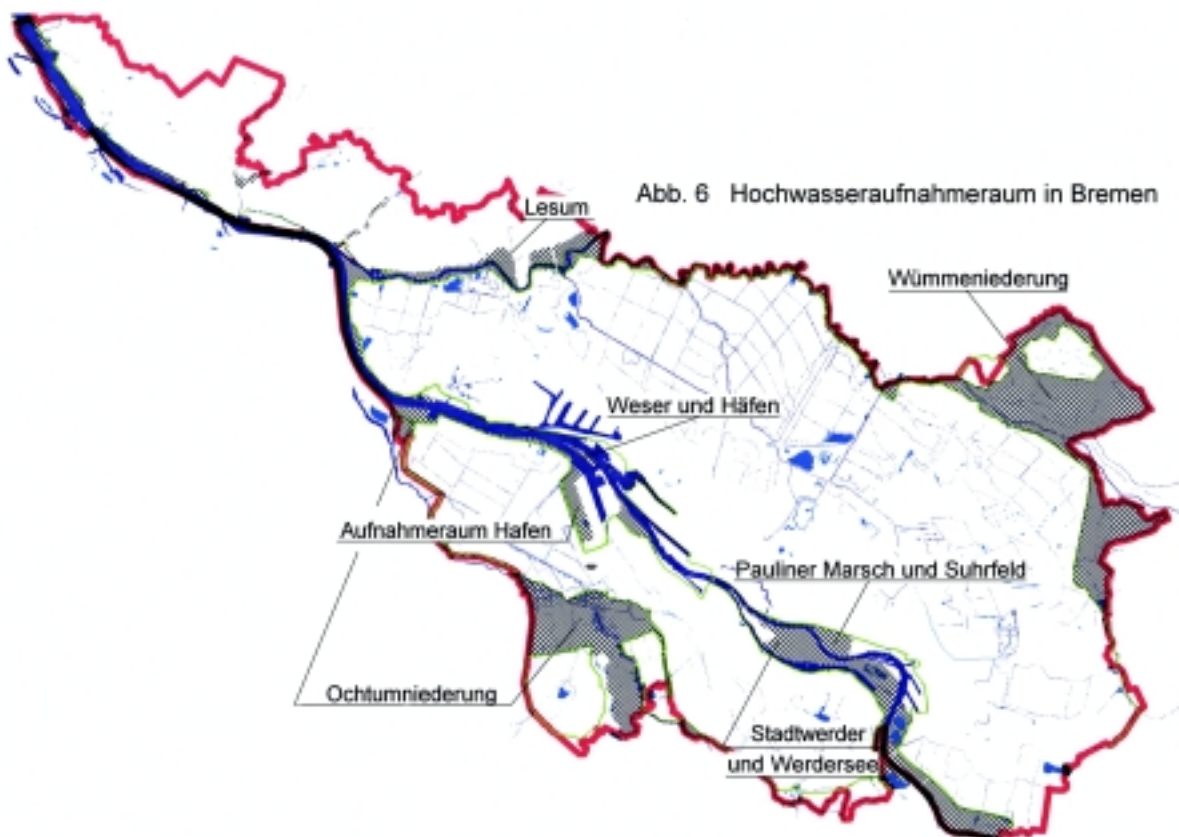 Abb. 6 Hochwasseraufnahmeraum in Bremen
Lesum
Wümmeniederung
Weser und Häfen
Aufnahmeraum Hafen
Pauliner Marsch und Suhrfeld
Ochtumniederung
Stadtwerder
und Werdersee